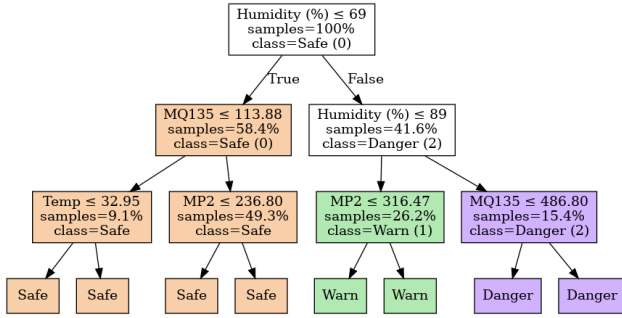 Humidity (%) ≤ 69
samples=100%
class=Safe (0)
True
False
MQ135 ≤ 113.88
samples=58.4%
class=Safe (0)
Humidity (%) ≤ 89
samples=41.6%
class=Danger (2)
Temp ≤ 32.95
samples=9.1%
class=Safe
MP2 ≤ 236.80
samples=49.3%
class=Safe
MP2 ≤ 316.47
samples=26.2%
class=Warn (1)
MQ135 ≤ 486.80
samples=15.4%
class=Danger (2)
Safe
Safe
Safe
Safe
Warn
Warn
Danger
Danger